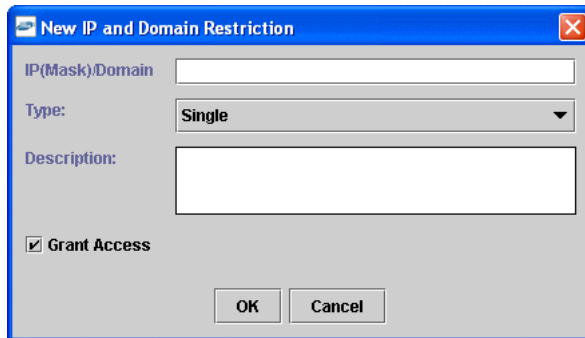 New IP and Domain Restriction
IP(Mask)/Domain
Type:
Single
Description:
Grant Access
OK
Cancel